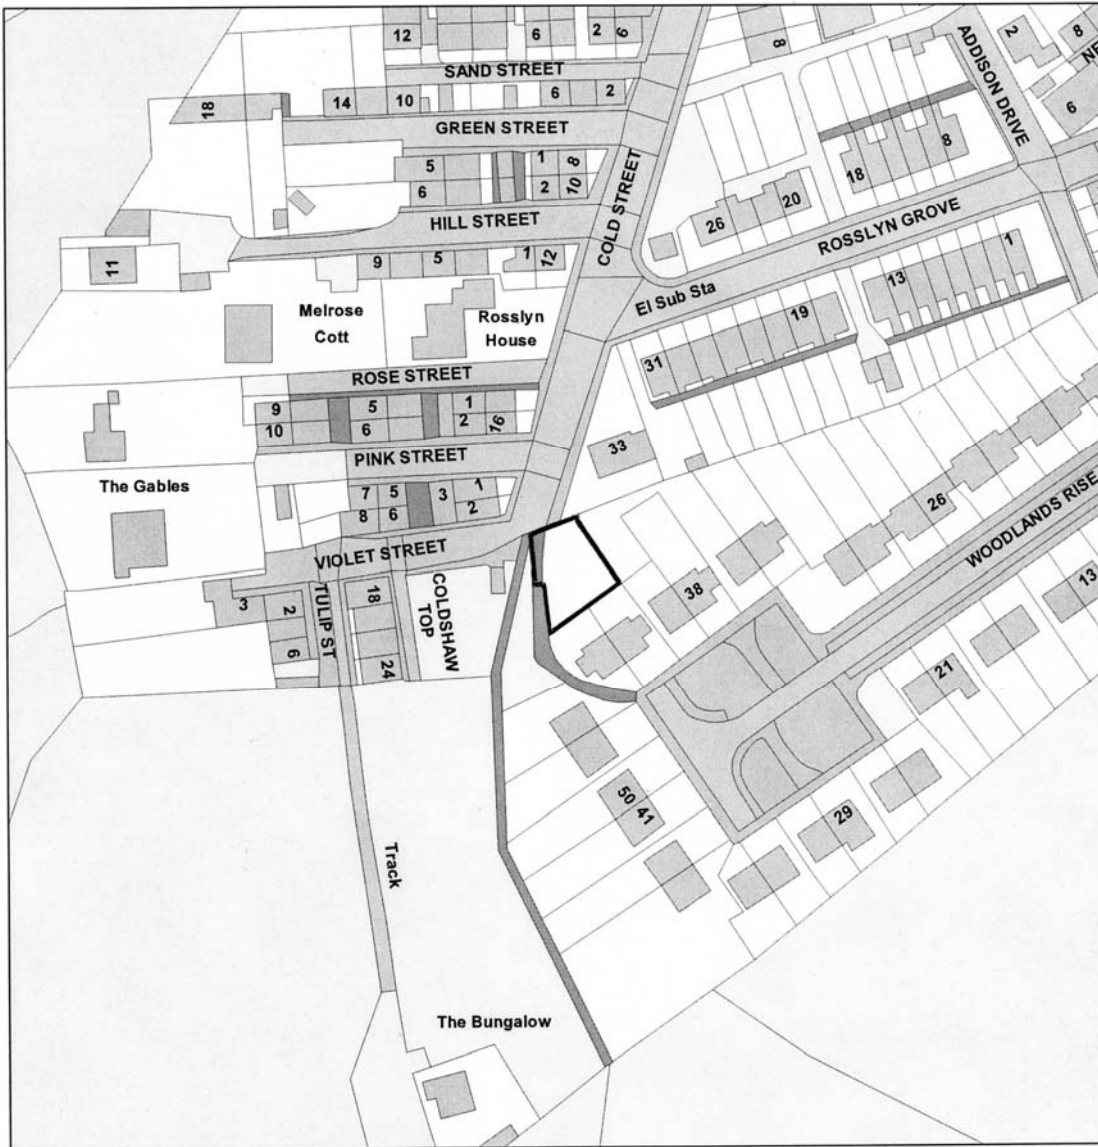 12
6
2
6
8
2
8
NE
SAND STREET
ADDISON DRIVE
18
14
10
6
2
6
GREEN STREET
COLD STREET
5
1
8
18
8
6
2
10
20
26
HILL STREET
ROSSLYN GROVE
11
9
5
1
12
13
1
El Sub Sta
Melrose
Cott
Rosslyn
House
19
31
ROSE STREET
9
5
1
10
6
2
16
33
PINK STREET
The Gables
7
5
3
1
8
6
2
26
WOODLANDS RISE
VIOLET STREET
3
2
6
TULIP ST
18
24
COLDSHAW
TOP
38
13
21
50
41
29
Track
The Bungalow